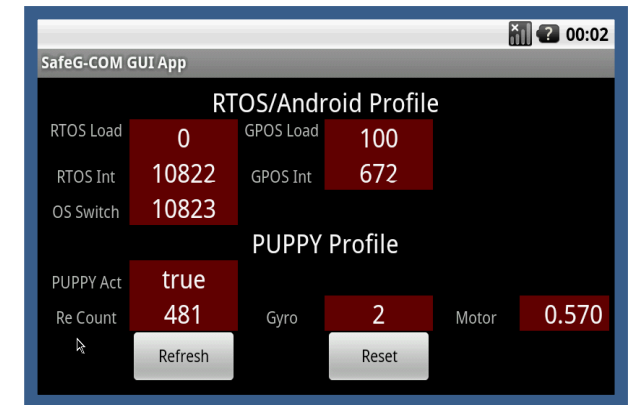 00:02
SafeG-COM GUI App
RTOS/Android Profile
RTOS Load 0 GPOS Load 100
RTOS Int 10822 GPOS Int 672
OS Switch 10823
PUPPY Profile
PUPPY Act true
Re Count 481 Gyro 2 Motor 0.570
Refresh Reset